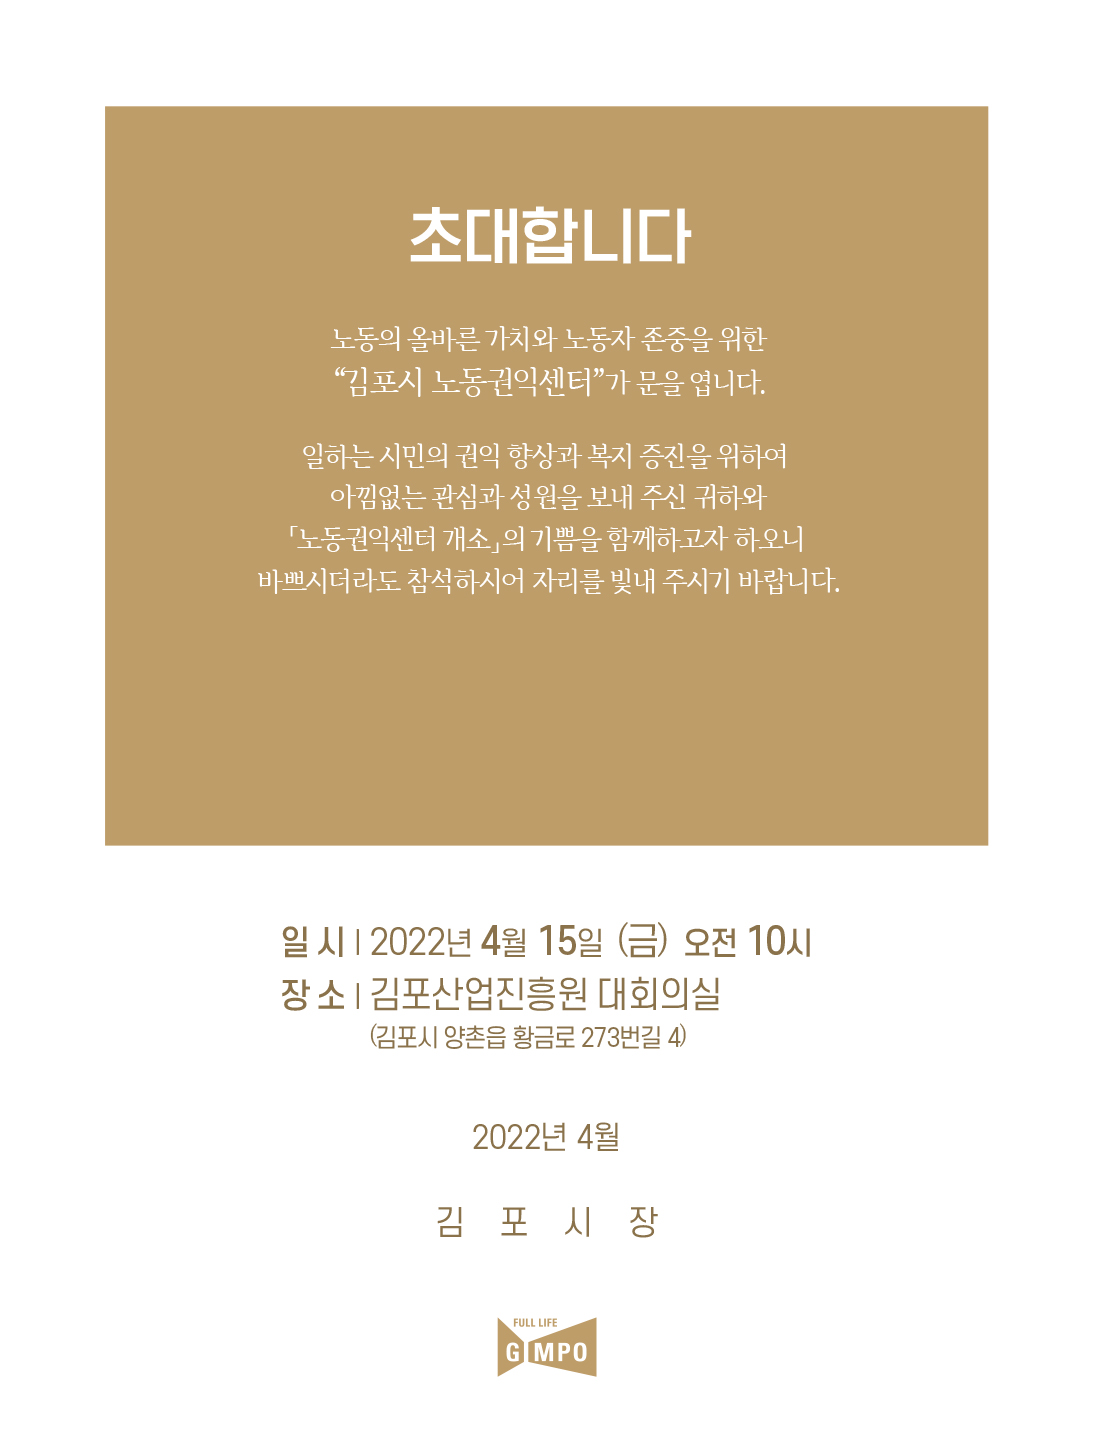 초대합니다
노동의 올바른 가치와 노동자 존중을 위한
“김포시 노동권익센터”가 문을 엽니다.
일하는 시민의 권익 향상과 복지 증진을 위하여
아낌없는 관심과 성원을 보내 주신 귀하와
「노동권익센터 개소」의 기쁨을 함께하고자 하오니
바쁘시더라도 참석하시어 자리를 빛내 주시기 바랍니다.
일 시 | 2022년 4월 15일 (금) 오전 10시
장 소 | 김포산업진흥원 대회의실
(김포시 양촌읍 황금로 273번길 4)
2022년 4월
김 포 시 장
FULL LIFE
GIMPO